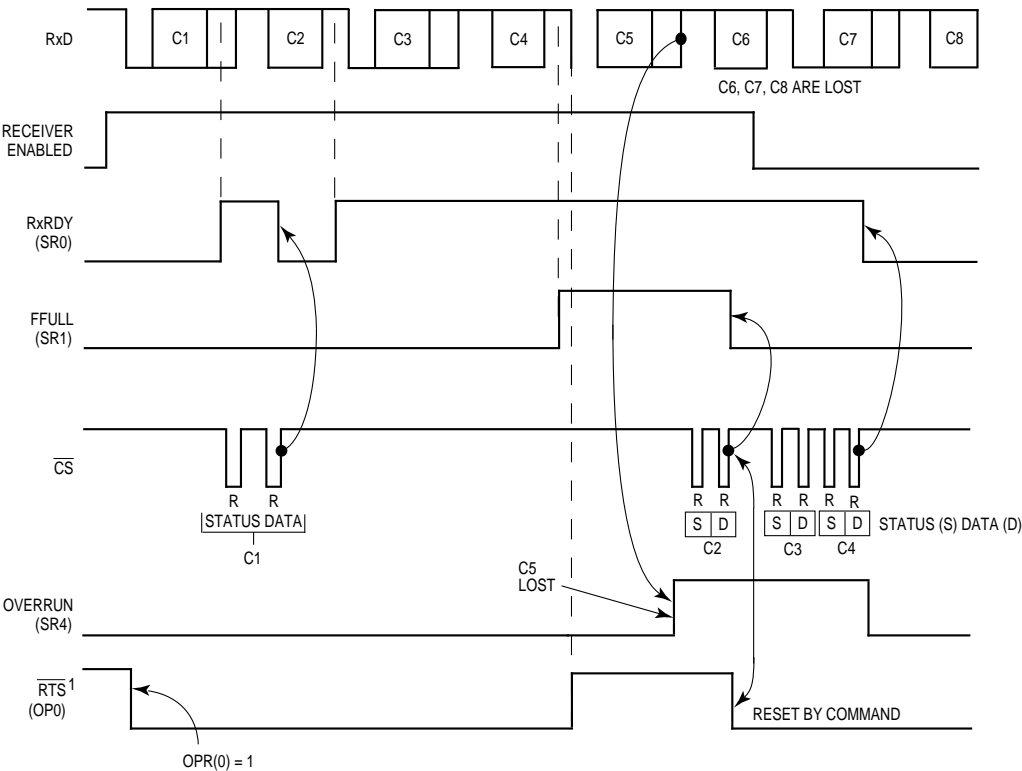 RxD
C1
C2
C3
C4
C5
C6
C7
C8
C6, C7, C8 ARE LOST
RECEIVER
ENABLED
RxRDY
(SR0)
FFULL
(SR1)
CS
R R
STATUS DATA
C1
R R
S D
C2
R R
S D
C3
R R
S D
C4
STATUS (S) DATA (D)
C5
LOST
OVERRUN
(SR4)
RTS 1
(OP0)
RESET BY COMMAND
OPR(0) = 1